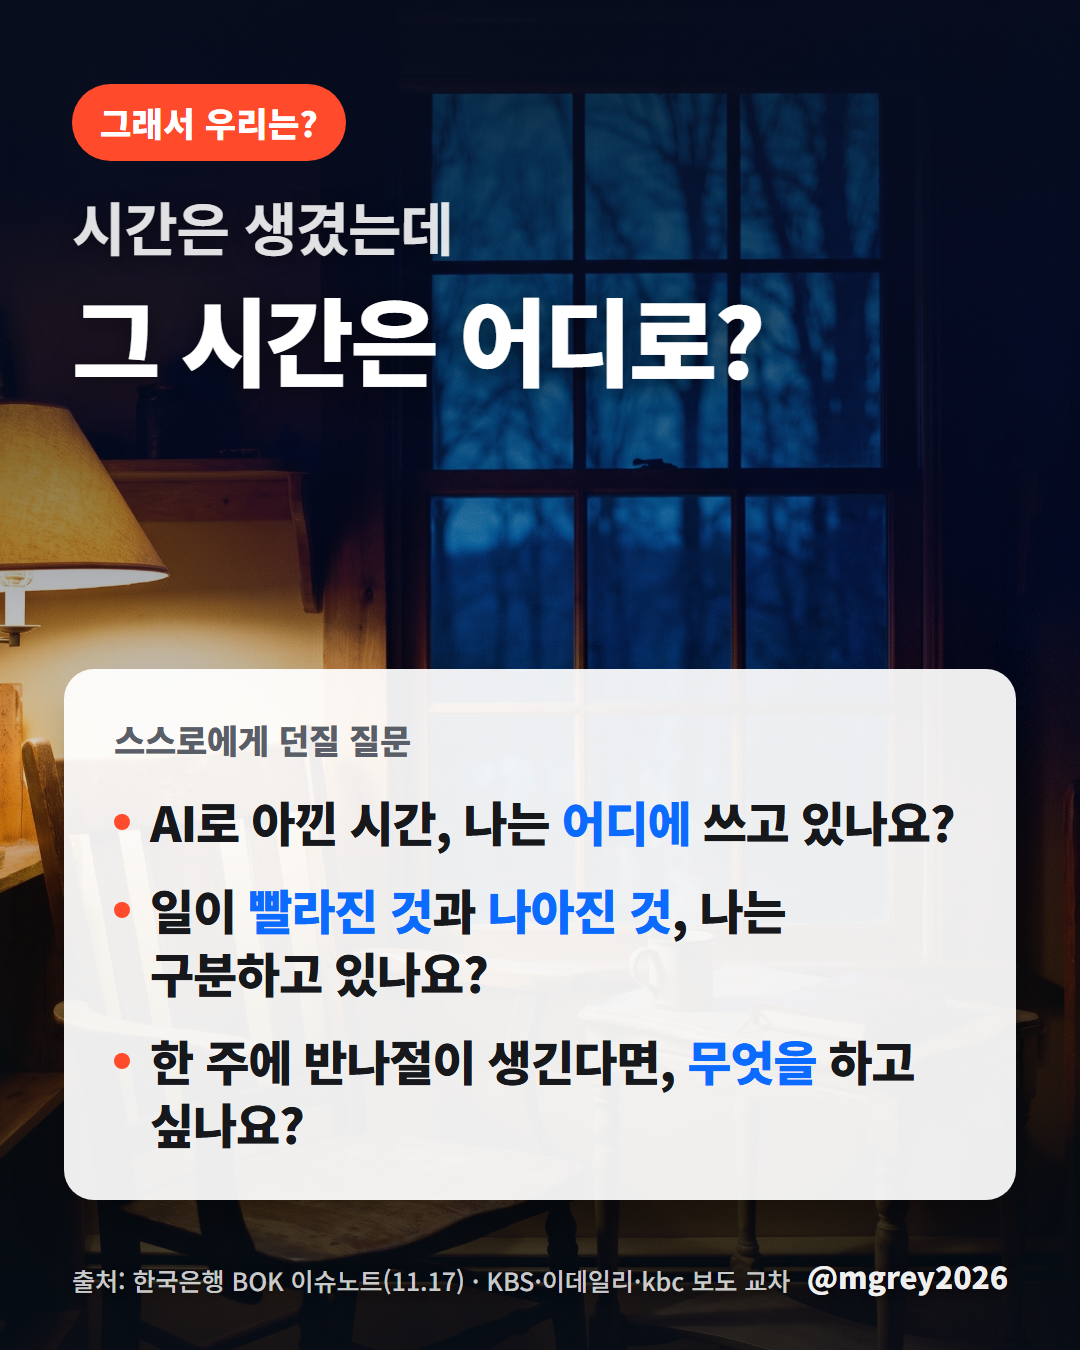 그래서 우리는?
시간은 생겼는데
그 시간은 어디로?
스스로에게 던질 질문
• AI로 아낀 시간, 나는 어디에 쓰고 있나요?
• 일이 빨라진 것과 나아진 것, 나는
구분하고 있나요?
• 한 주에 반나절이 생긴다면, 무엇을 하고
싶나요?
출처: 한국은행 BOK 이슈노트(11.17) · KBS·이데일리·kbc 보도 교차 @mgrey2026